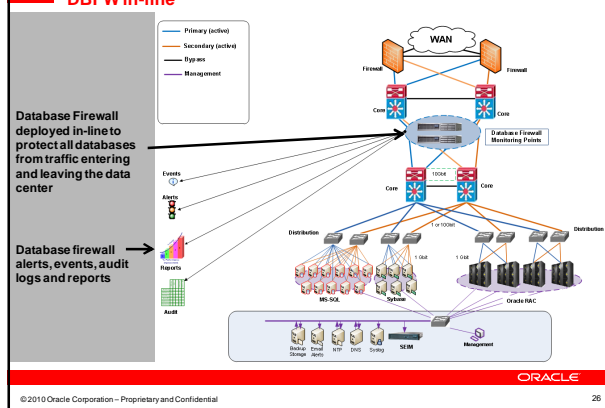 DBFW in-line
Primary (active)
Secondary (active)
Bypass
Management
WAN
Firewall
Firewall
Core
Core
Database Firewall
Monitoring Points
Database Firewall
deployed in-line to
protect all databases
from traffic entering
and leaving the data
center
Events
Alerts
Reports
Audit
Database firewall
alerts, events, audit
logs and reports
10Gbit
Core
Core
1 or 10Gbit
Distribution
Distribution
1 Gbit
1 Gbit
MS-SQL
Sybase
Oracle RAC
Backup
Storage
Email
Alerts
NTP
DNS
Syslog
SEIM
Management
ORACLE
© 2010 Oracle Corporation – Proprietary and Confidential
26